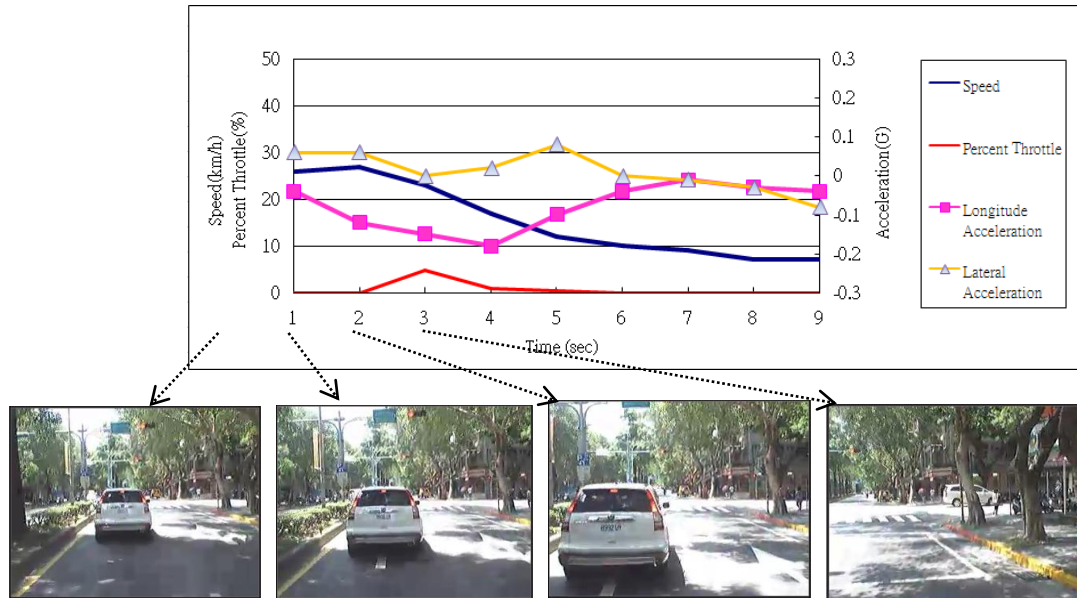 Speed(km/h)
Percent Throttle(%)
50
40
30
20
10
0
0.3
0.2
0.1
0
-0.1
-0.2
-0.3
Acceleration(G)
1 2 3 4 5 6 7 8 9
Time (sec)
Speed
Percent Throttle
Longitude
Acceleration
Lateral
Acceleration